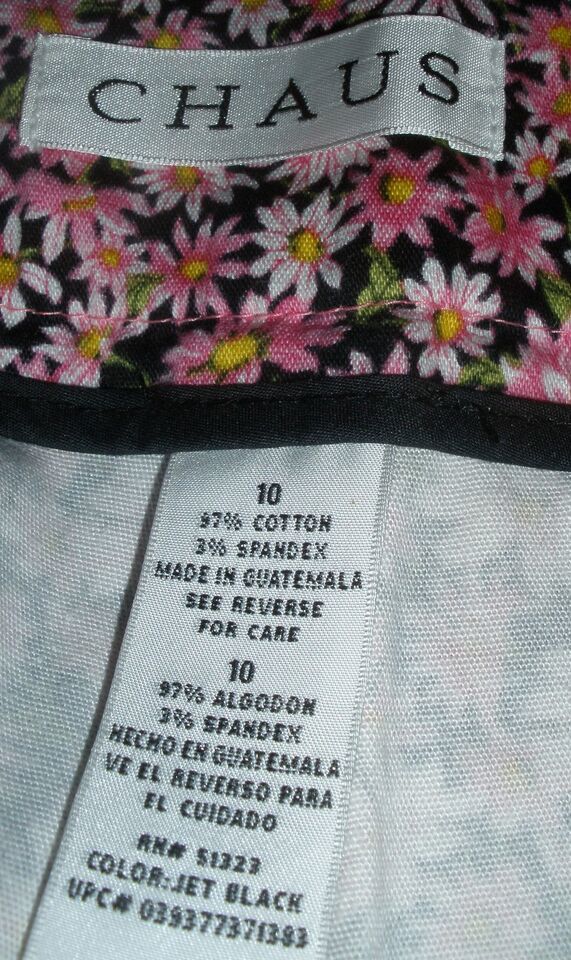 CHAUS
10
97% COTTON
3% SPANDEX
MADE IN GUATEMALA
SEE REVERSE
FOR CARE
10
97% ALGODON
3% SPANDEX
HECHO EN GUATEMALA
VE EL REVERSO PARA
EL CUIDADO
RN# 51323
COLOR:JET BLACK
UPC# 039377371383